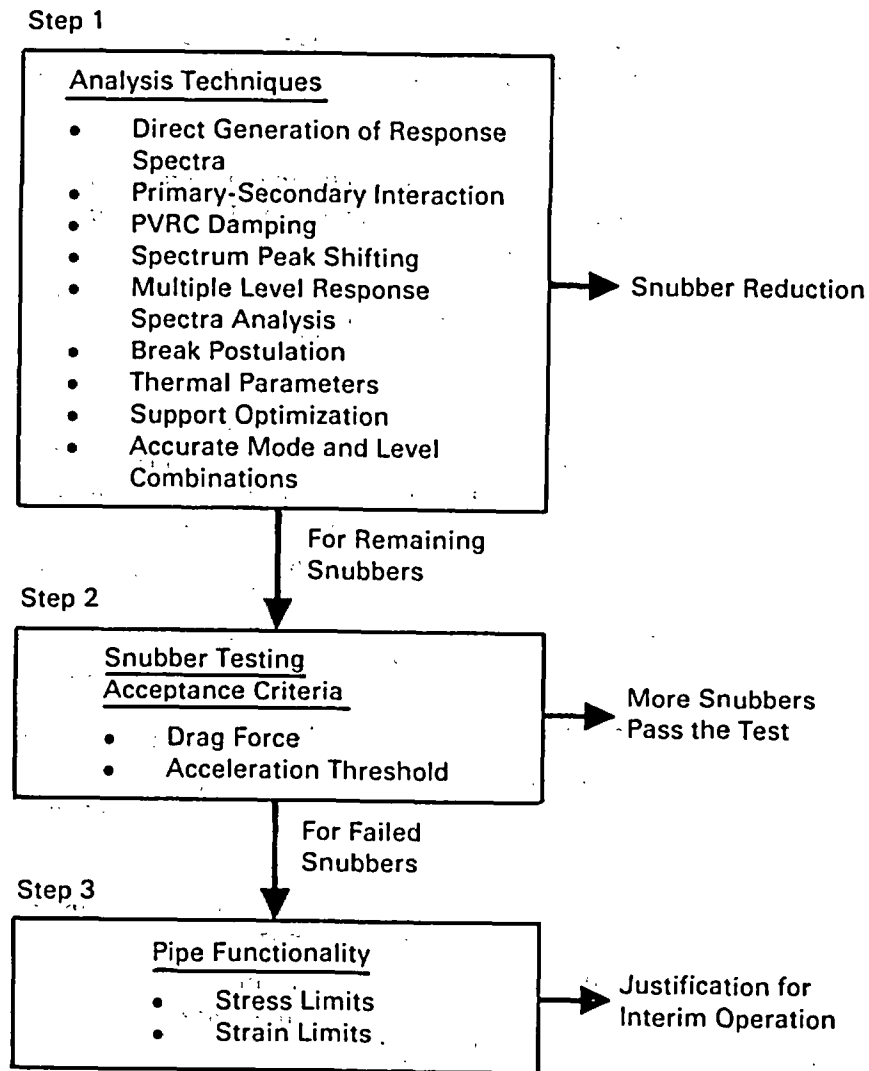 Step 1
Analysis Techniques
• Direct Generation of Response
Spectra
• Primary-Secondary Interaction
• PVRC Damping
• Spectrum Peak Shifting
• Multiple Level Response
Spectra Analysis
• Break Postulation
• Thermal Parameters
• Support Optimization
• Accurate Mode and Level
Combinations
Snubber Reduction
For Remaining
Snubbers
Step 2
Snubber Testing
Acceptance Criteria
• Drag Force
• Acceleration Threshold
More Snubbers
Pass the Test
For Failed
Snubbers
Step 3
Pipe Functionality
• Stress Limits
• Strain Limits
Justification for
Interim Operation